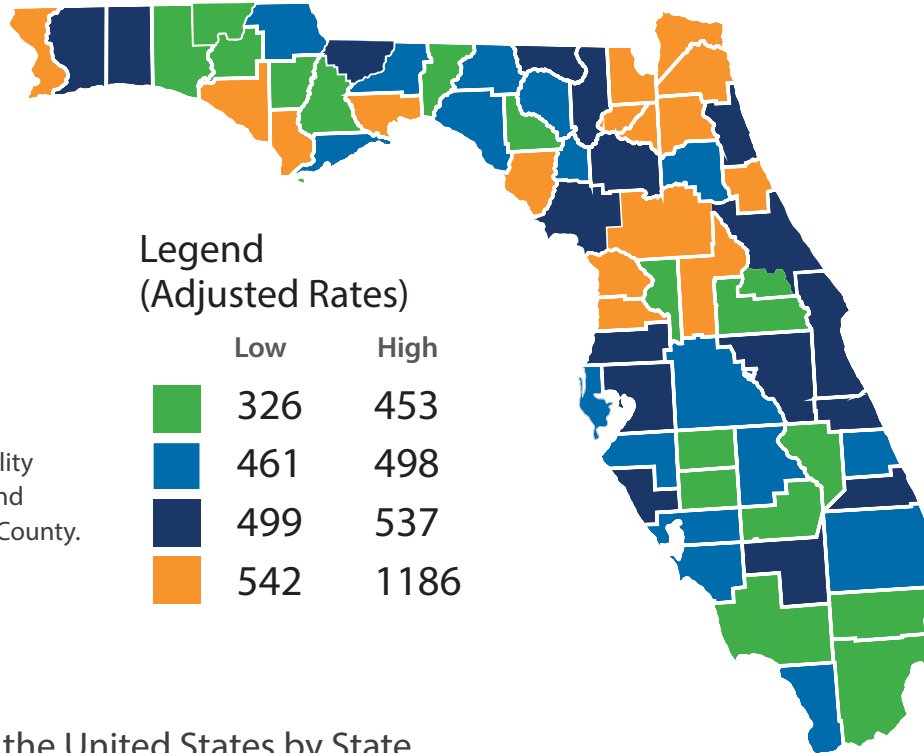 Legend
(Adjusted Rates)
Low High
326 453
461 498
499 537
542 1186
lity
nd
County.
the United States by State